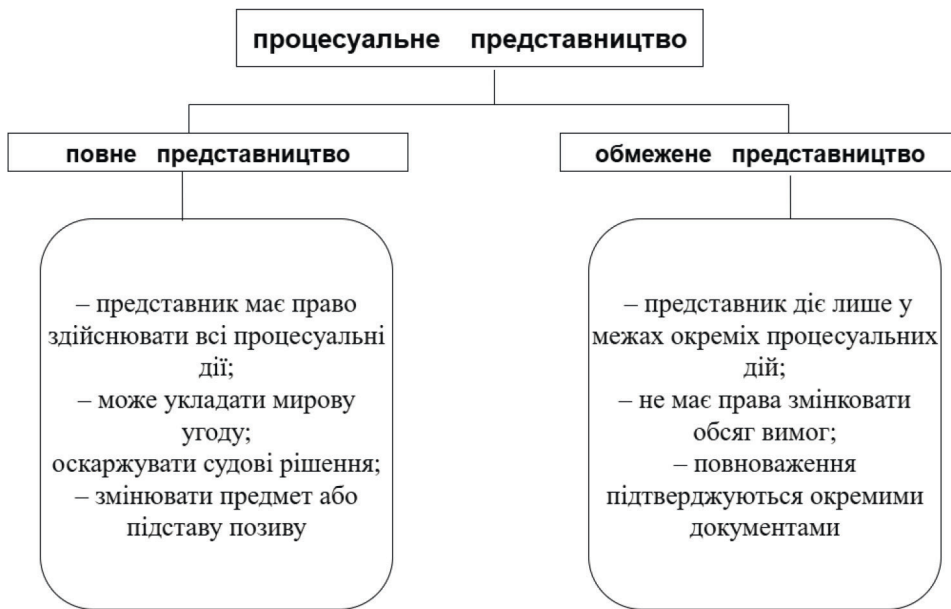 процесуальне представництво
повне представництво
обмежене представництво
– представник має право
здійснювати всі процесуальні
дії;
– може укладати мирову
угоду;
оскаржувати судові рішення;
– змінювати предмет або
підставу позиву
– представник діє лише у
межах окреміх процесуальних
дій;
– не має права змінковати
обсяг вимог;
– повноваження
підтверджуються окремими
документами